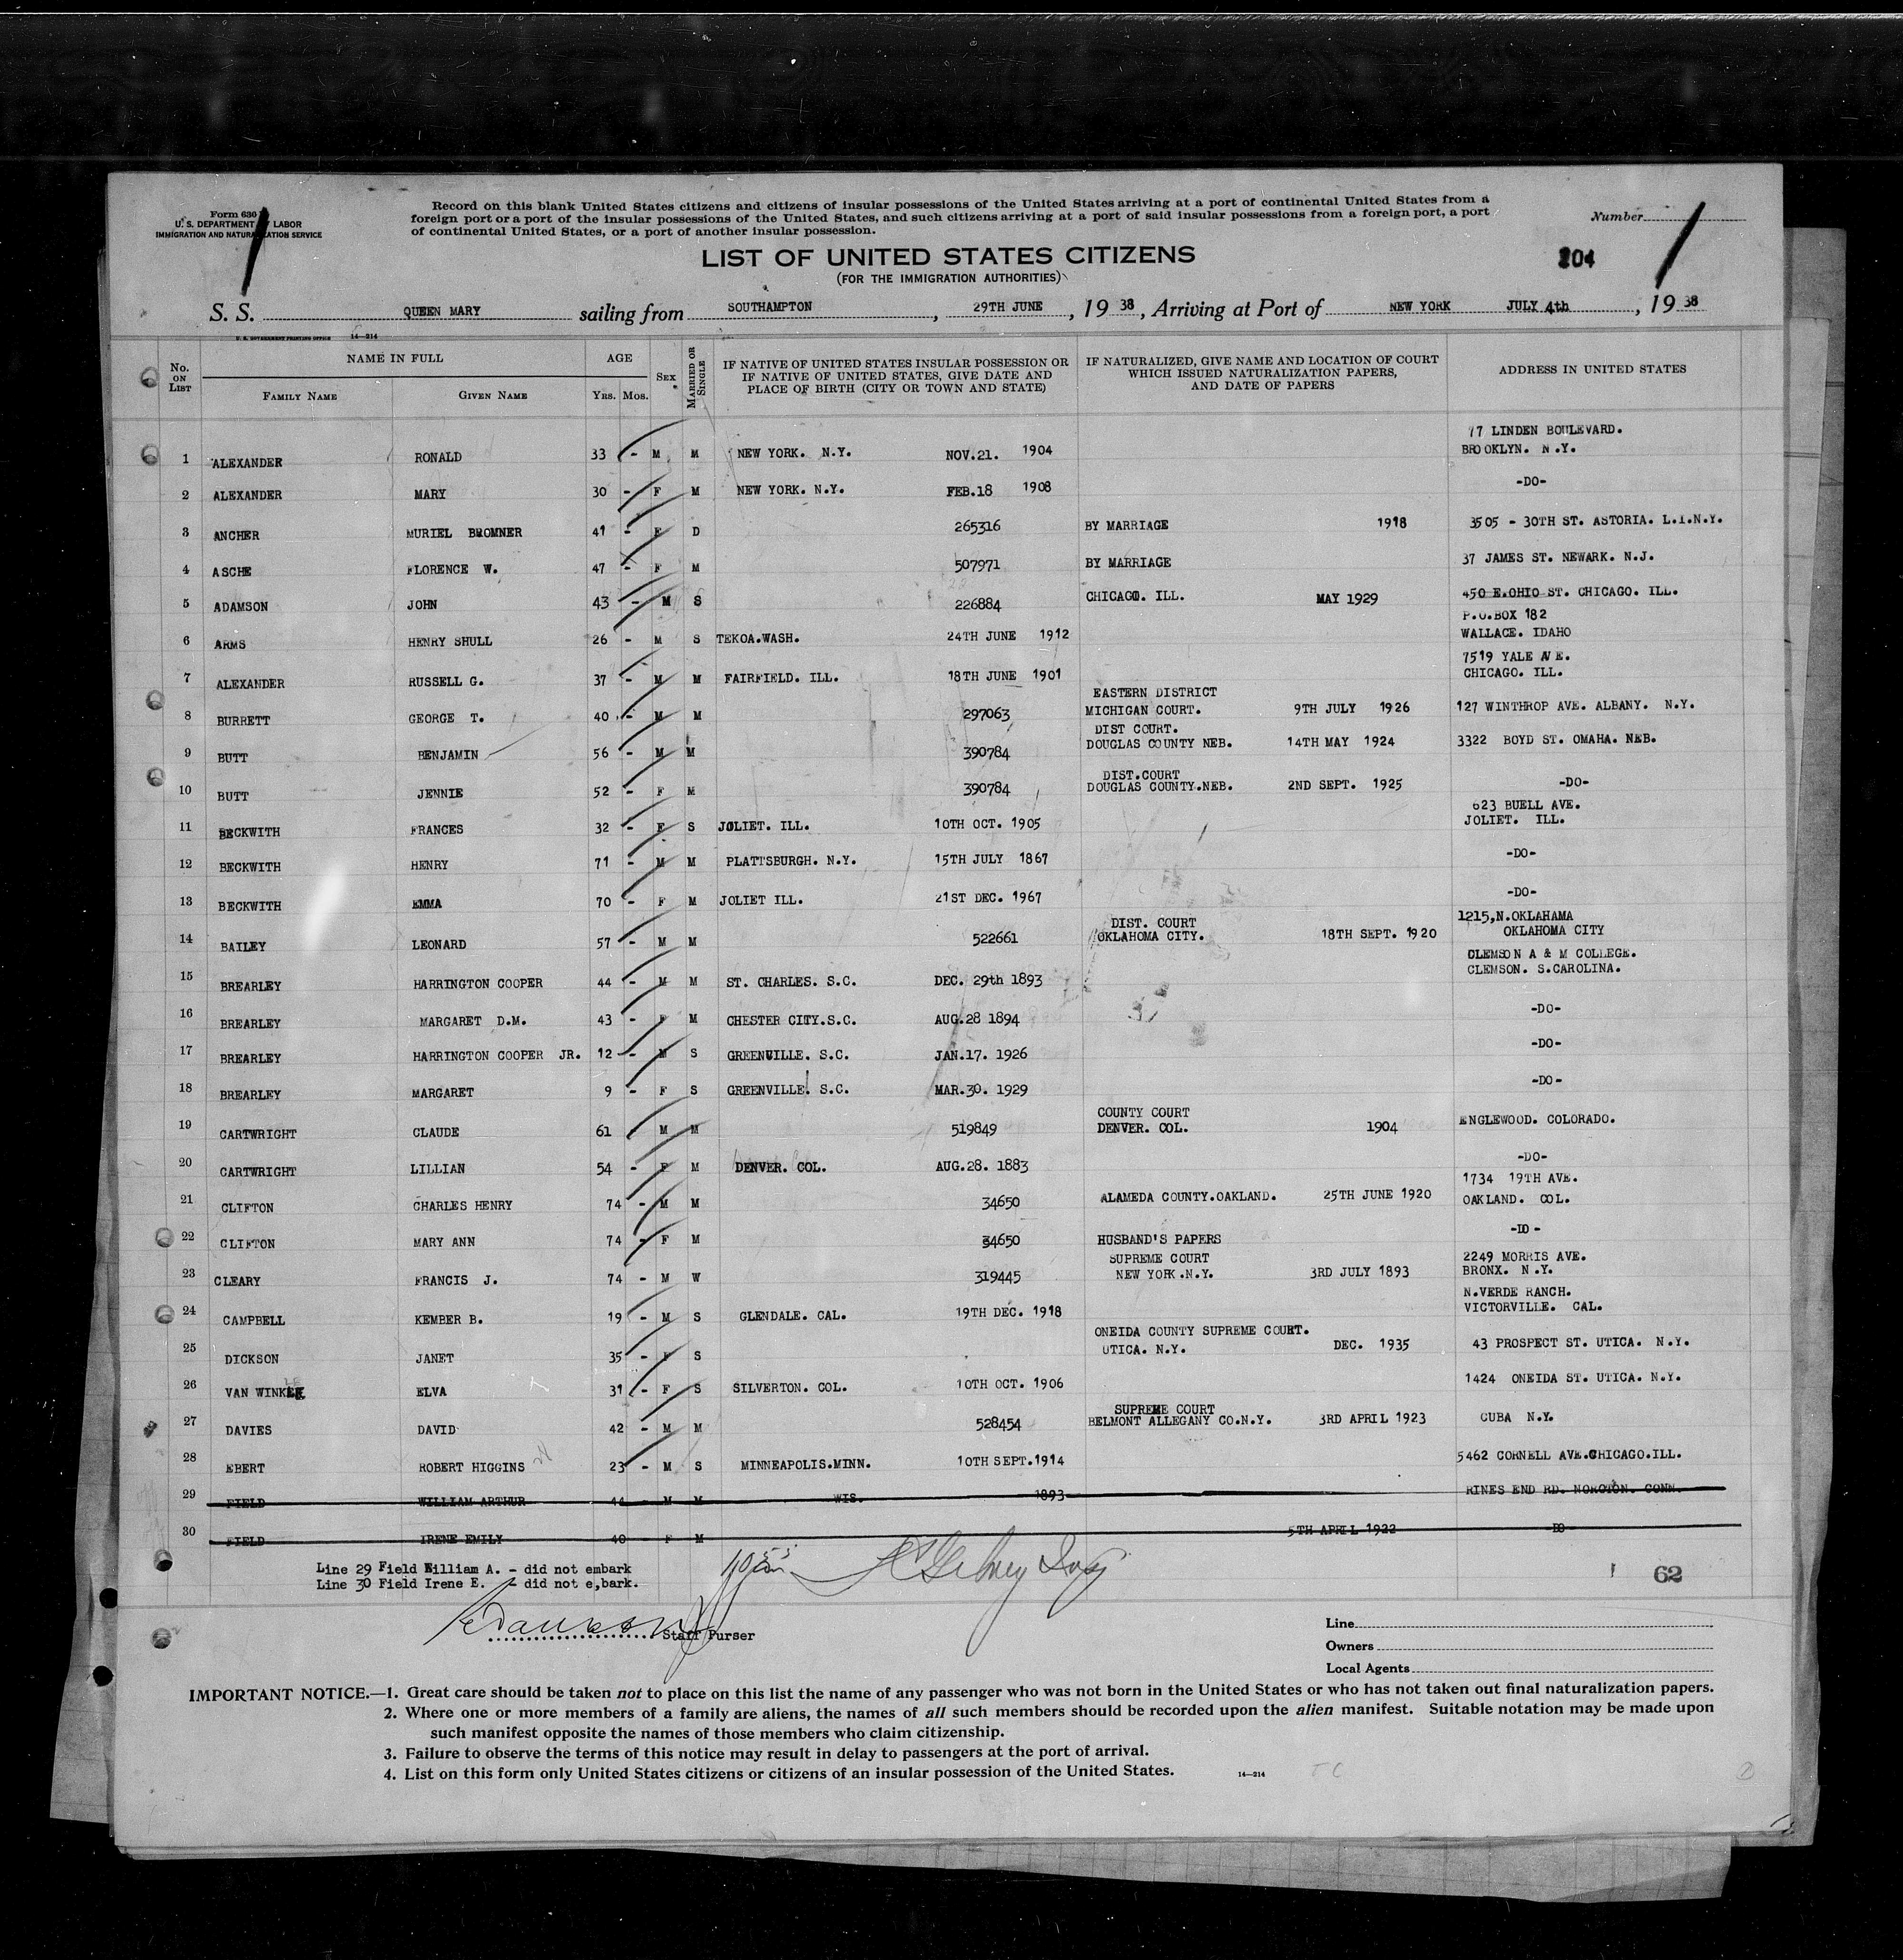 Form 630
U. S. DEPARTMENT OF LABOR
IMMIGRATION AND NATURALIZATION SERVICE
Record on this blank United States citizens and citizens of insular possessions of the United States arriving at a port of continental United States from a
foreign port or a port of the insular possessions of the United States, and such citizens arriving at a port of said insular possessions from a foreign port, a port
of continental United States, or a port of another insular possession.
Number
LIST OF UNITED STATES CITIZENS
(FOR THE IMMIGRATION AUTHORITIES)
204
S. S. QUEEN MARY sailing from SOUTHAMPTON, 29TH JUNE, 19 38, Arriving at Port of NEW YORK JULY 4th, 19 38
U. S. GOVERNMENT PRINTING OFFICE 14-214
No. ON LIST
NAME IN FULL
FAMILY NAME GIVEN NAME
AGE
YRS. MOS.
SEX
MARRIED OR SINGLE
IF NATIVE OF UNITED STATES INSULAR POSSESSION OR
IF NATIVE OF UNITED STATES, GIVE DATE AND
PLACE OF BIRTH (CITY OR TOWN AND STATE)
IF NATURALIZED, GIVE NAME AND LOCATION OF COURT
WHICH ISSUED NATURALIZATION PAPERS,
AND DATE OF PAPERS
ADDRESS IN UNITED STATES
77 LINDEN BOULEVARD.
1 ALEXANDER RONALD 33 - M M NEW YORK. N.Y. NOV.21. 1904 BROOKLYN. N.Y.
2 ALEXANDER MARY 30 - F M NEW YORK. N.Y. FEB.18 1908 -DO-
3 ANCHER MURIEL BROMNER 41 - F D 265316 BY MARRIAGE 1918 3505 - 30TH ST. ASTORIA. L.I.N.Y.
4 ASCHE FLORENCE W. 47 - F M 507971 BY MARRIAGE 37 JAMES ST. NEWARK. N.J.
5 ADAMSON JOHN 43 - M S 226884 CHICAGO. ILL. MAY 1929 450 E.OHIO ST. CHICAGO. ILL.
P.O.BOX 182
6 ARMS HENRY SHULL 26 - M S TEKOA.WASH. 24TH JUNE 1912 WALLACE. IDAHO
7519 YALE AVE.
7 ALEXANDER RUSSELL G. 37 - M M FAIRFIELD. ILL. 18TH JUNE 1901 CHICAGO. ILL.
EASTERN DISTRICT
8 BURRETT GEORGE T. 40 - M M 297063 MICHIGAN COURT. 9TH JULY 1926 127 WINTHROP AVE. ALBANY. N.Y.
DIST COURT.
9 BUTT BENJAMIN 56 - M M 390784 DOUGLAS COUNTY NEB. 14TH MAY 1924 3322 BOYD ST. OMAHA. NEB.
DIST.COURT
10 BUTT JENNIE 52 - F M 390784 DOUGLAS COUNTY.NEB. 2ND SEPT. 1925 -DO-
623 BUELL AVE.
11 BECKWITH FRANCES 32 - F S JOLIET. ILL. 10TH OCT. 1905 JOLIET. ILL.
12 BECKWITH HENRY 71 - M M PLATTSBURGH. N.Y. 15TH JULY 1867 -DO-
13 BECKWITH EMMA 70 - F M JOLIET ILL. 21ST DEC. 1967 -DO-
DIST. COURT 1215,N.OKLAHAMA
14 BAILEY LEONARD 57 - M M 522661 OKLAHOMA CITY. 18TH SEPT. 1920 OKLAHOMA CITY
CLEMSON A & M COLLEGE.
15 BREARLEY HARRINGTON COOPER 44 - M M ST. CHARLES. S.C. DEC. 29th 1893 CLEMSON. S.CAROLINA.
16 BREARLEY MARGARET D.M. 43 - F M CHESTER CITY.S.C. AUG.28 1894 -DO-
17 BREARLEY HARRINGTON COOPER JR. 12 - M S GREENVILLE. S.C. JAN.17. 1926 -DO-
18 BREARLEY MARGARET 9 - F S GREENVILLE. S.C. MAR.30. 1929 -DO-
COUNTY COURT
19 CARTWRIGHT CLAUDE 61 - M M 519849 DENVER. COL. 1904 ENGLEWOOD. COLORADO.
20 CARTWRIGHT LILLIAN 54 - F M DENVER. COL. AUG.28. 1883 -DO-
1734 19TH AVE.
21 CLIFTON CHARLES HENRY 74 - M M 34650 ALAMEDA COUNTY.OAKLAND. 25TH JUNE 1920 OAKLAND. COL.
22 CLIFTON MARY ANN 74 - F M 34650 HUSBAND'S PAPERS -DO-
SUPREME COURT 2249 MORRIS AVE.
23 CLEARY FRANCIS J. 74 - M W 319445 NEW YORK.N.Y. 3RD JULY 1893 BRONX. N.Y.
N.VERDE RANCH.
24 CAMPBELL KEMBER B. 19 - M S GLENDALE. CAL. 19TH DEC. 1918 VICTORVILLE. CAL.
ONEIDA COUNTY SUPREME COURT.
25 DICKSON JANET 35 - F S UTICA. N.Y. DEC. 1935 43 PROSPECT ST. UTICA. N.Y.
26 VAN WINKLE ELVA 31 - F S SILVERTON. COL. 10TH OCT. 1906 1424 ONEIDA ST. UTICA. N.Y.
SUPREME COURT
27 DAVIES DAVID 42 - M M 528454 BELMONT ALLEGANY CO.N.Y. 3RD APRIL 1923 CUBA N.Y.
28 EBERT ROBERT HIGGINS 23 - M S MINNEAPOLIS.MINN. 10TH SEPT.1914 5462 CORNELL AVE.CHICAGO.ILL.
29 FIELD WILLIAM ARTHUR 44 - M M WIS. 1893 RINES END RD. NOROTON. CONN.
30 FIELD IRENE EMILY 40 - F M 5TH APRIL 1922 DO
Line 29 Field William A. - did not embark
Line 30 Field Irene E. - did not e,bark.
62
Staff Purser
Line
Owners
Local Agents
IMPORTANT NOTICE.—1. Great care should be taken not to place on this list the name of any passenger who was not born in the United States or who has not taken out final naturalization papers.
2. Where one or more members of a family are aliens, the names of all such members should be recorded upon the alien manifest. Suitable notation may be made upon
such manifest opposite the names of those members who claim citizenship.
3. Failure to observe the terms of this notice may result in delay to passengers at the port of arrival.
4. List on this form only United States citizens or citizens of an insular possession of the United States.
14-214